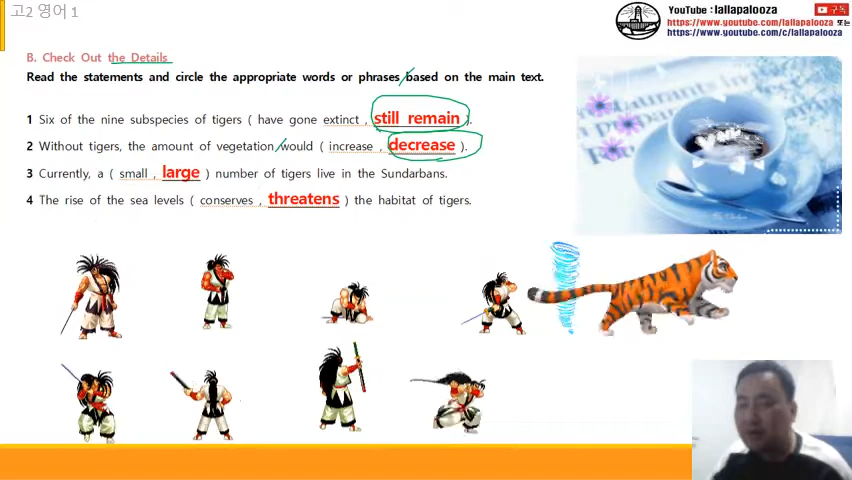 고2 영어 1
YouTube : lallapalooza
구독
https://www.youtube.com/lallapalooza 또는
https://www.youtube.com/c/lallapalooza
B. Check Out the Details
Read the statements and circle the appropriate words or phrases based on the main text.
1 Six of the nine subspecies of tigers ( have gone extinct , still remain ).
2 Without tigers, the amount of vegetation would ( increase , decrease ).
3 Currently, a ( small , large ) number of tigers live in the Sundarbans.
4 The rise of the sea levels ( conserves , threatens ) the habitat of tigers.